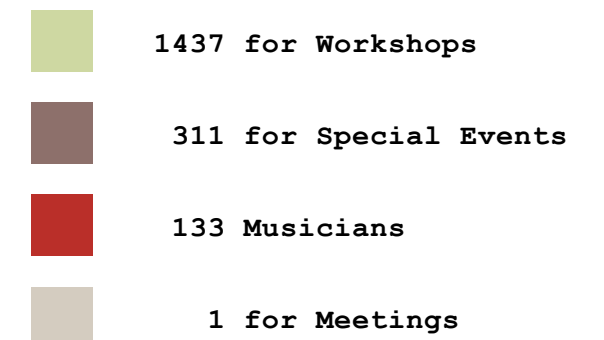 1437 for Workshops
311 for Special Events
133 Musicians
1 for Meetings